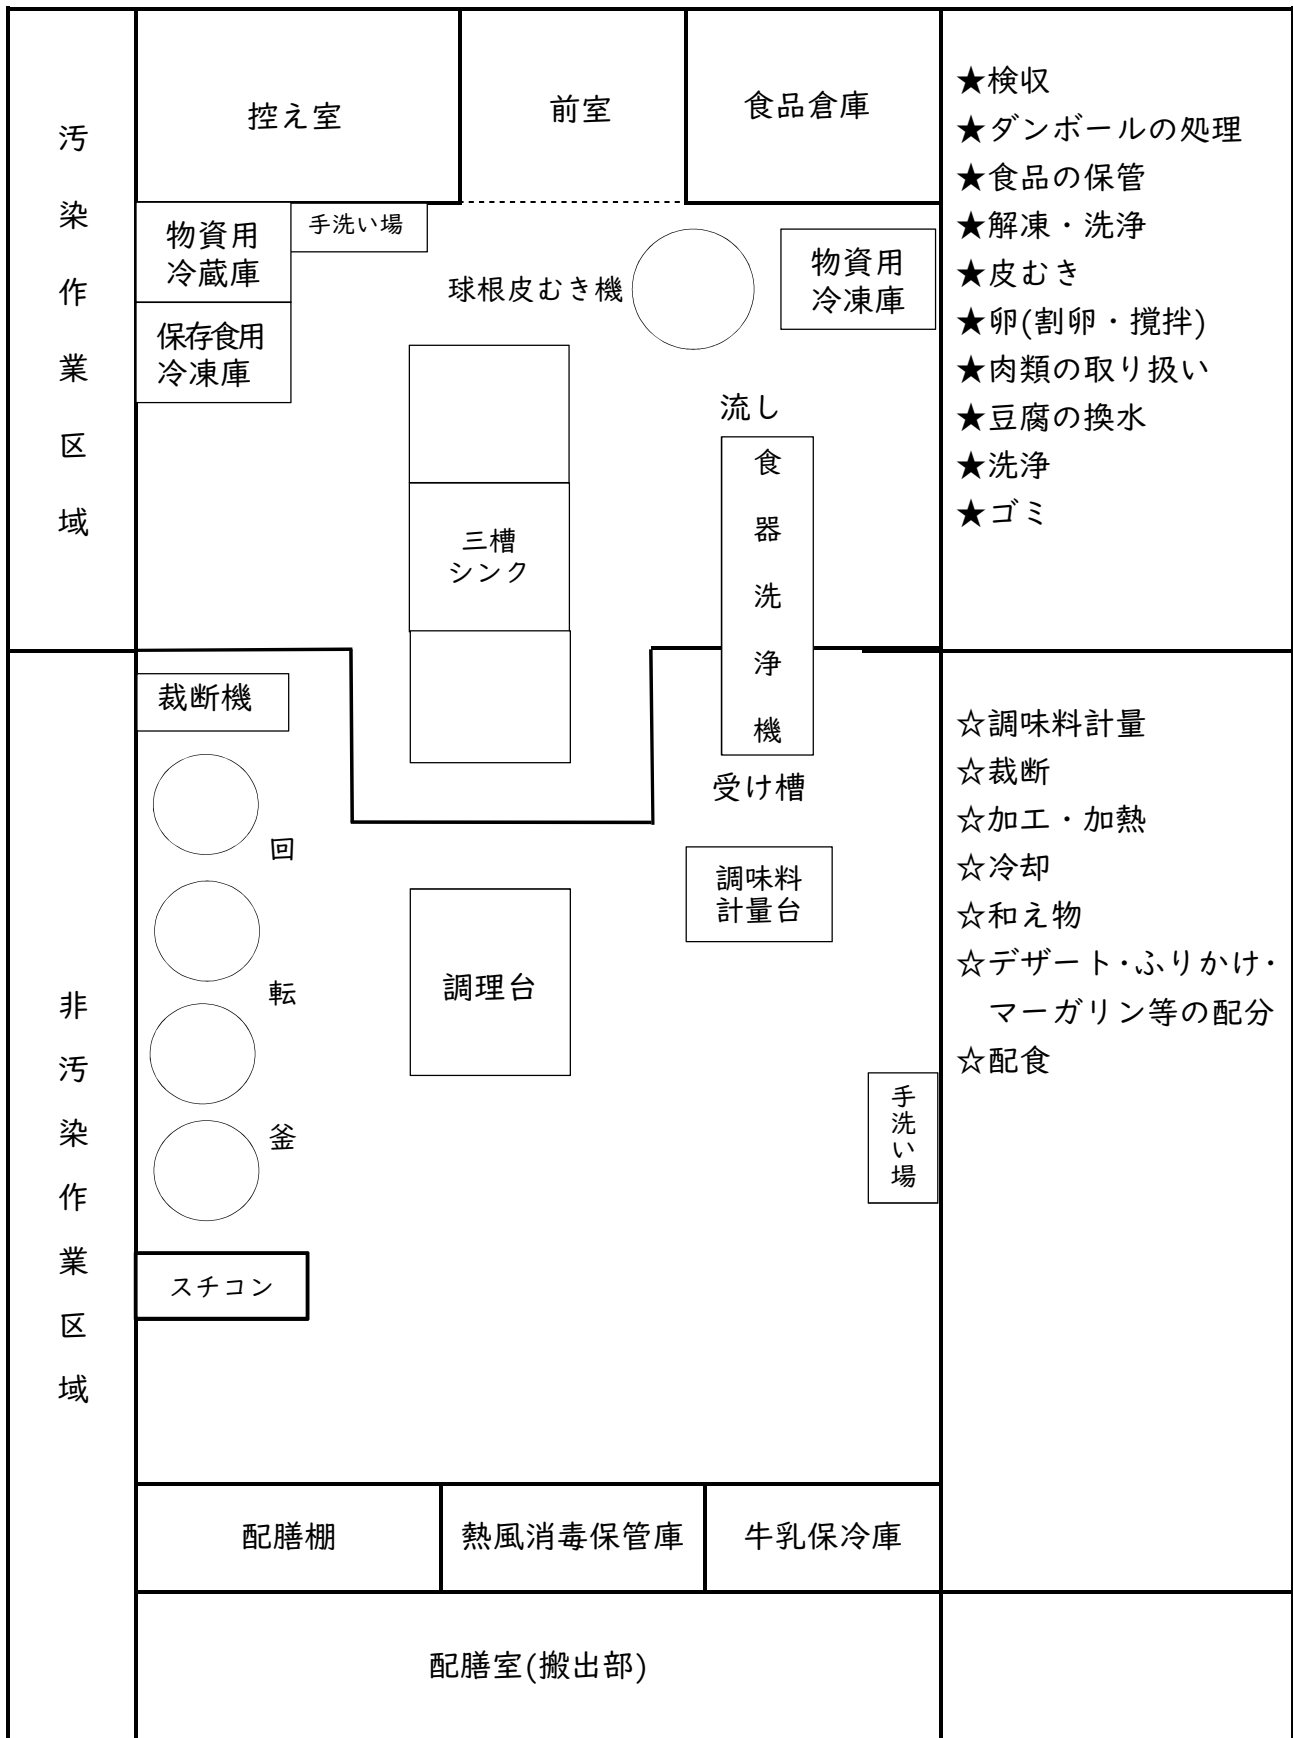 汚染作業区域
控え室
前室
食品倉庫
物資用
冷蔵庫
手洗い場
保存食用
冷凍庫
球根皮むき機
物資用
冷凍庫
三槽
シンク
流し
食器洗浄機
受け槽
★検収
★ダンボールの処理
★食品の保管
★解凍・洗浄
★皮むき
★卵(割卵・撹拌)
★肉類の取り扱い
★豆腐の換水
★洗浄
★ゴミ
非汚染作業区域
裁断機
回転釜
スチコン
調理台
調味料
計量台
手洗い場
☆調味料計量
☆裁断
☆加工・加熱
☆冷却
☆和え物
☆デザート・ふりかけ・
マーガリン等の配分
☆配食
配膳棚
熱風消毒保管庫
牛乳保冷庫
配膳室(搬出部)